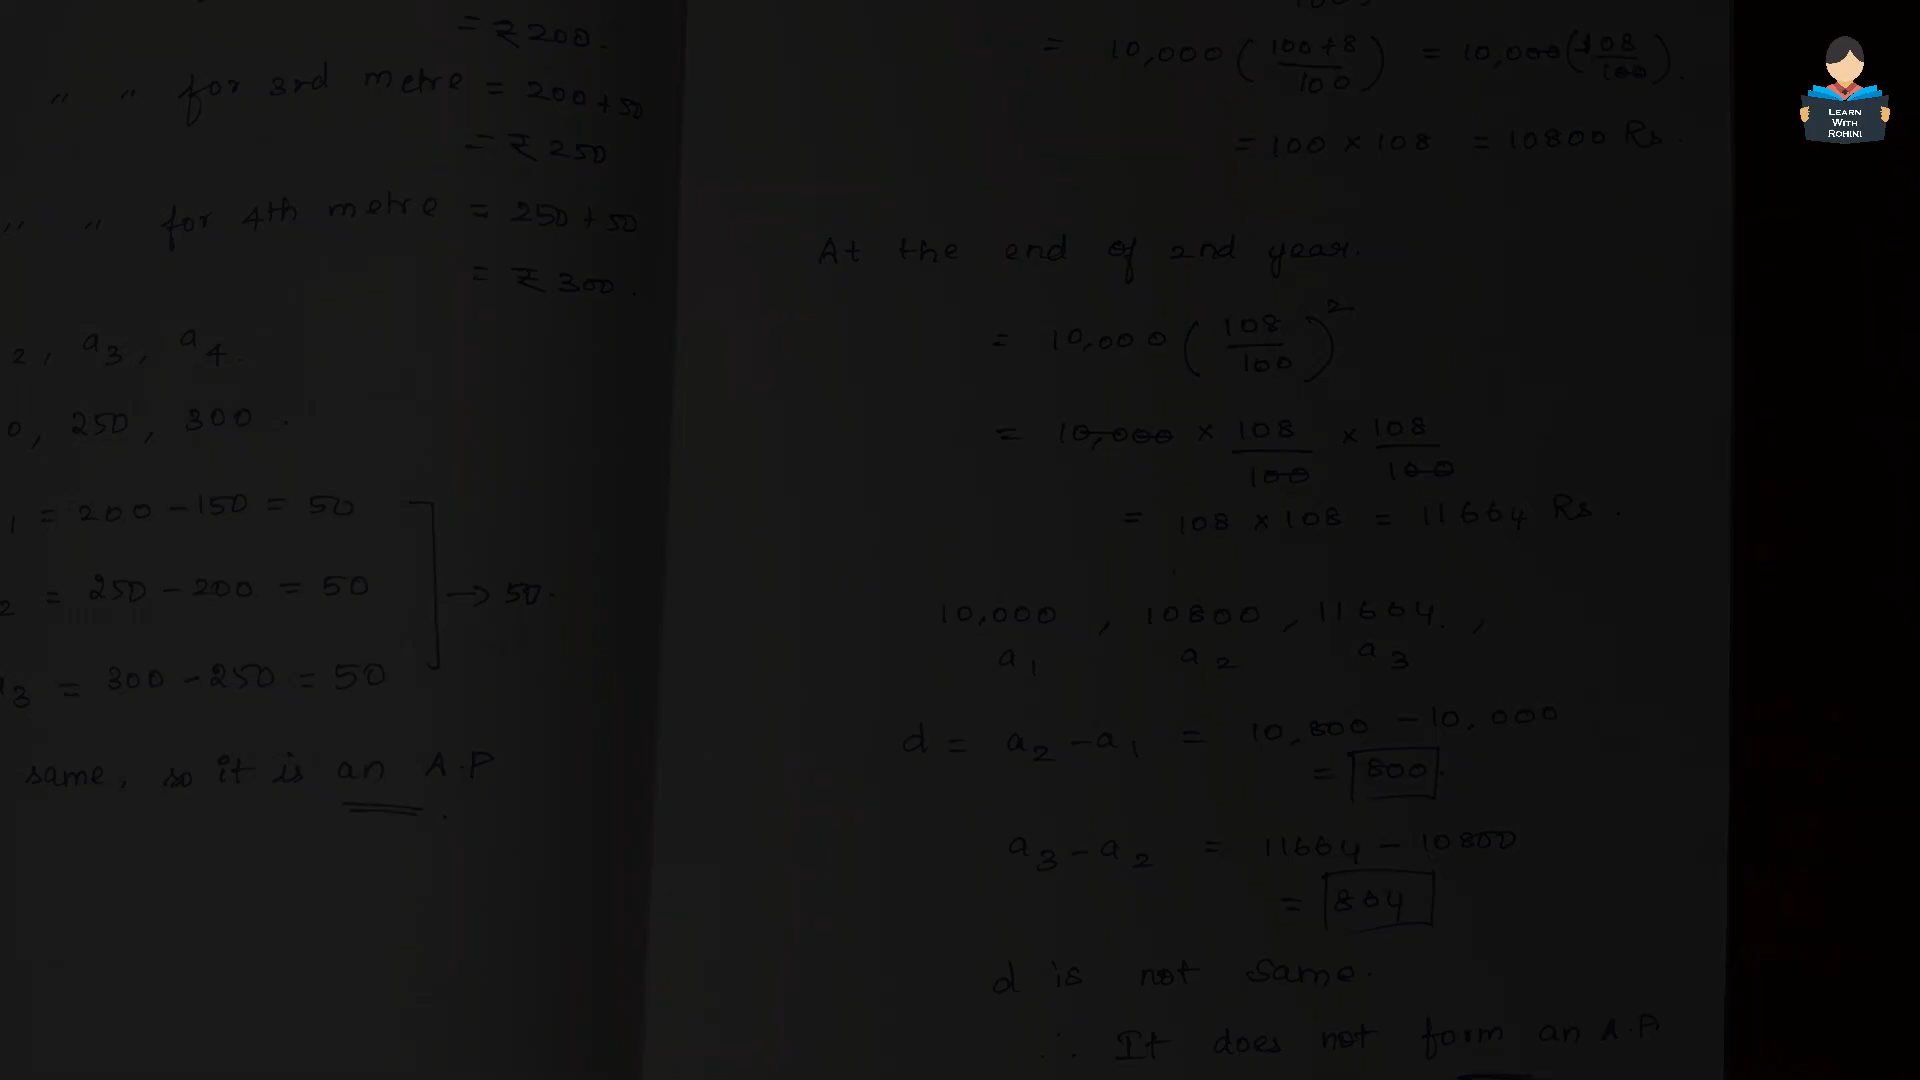 = ₹ 200.
" " for 3rd metre = 200 + 50
= ₹ 250
" " for 4th metre = 250 + 50
= ₹ 300.
2, a3, a4.
0, 250, 300.
1 = 200 - 150 = 50
2 = 250 - 200 = 50
→ 50.
a3 = 300 - 250 = 50
same, so it is an A.P.
= 10,000 (100+8/100) = 10,000 (108/100).
= 100 × 108 = 10800 Rs.
At the end of 2nd year.
= 10,000 (108/100)²
= 10,000 × 108/100 × 108/100
= 108 × 108 = 11664 Rs.
10,000, 10800, 11664.,
a1 a2 a3
d = a2 - a1 = 10,800 - 10,000
= 800.
a3 - a2 = 11664 - 10800
= 864
d is not same.
∴ It does not form an A.P
LEARN
WITH
ROHINI